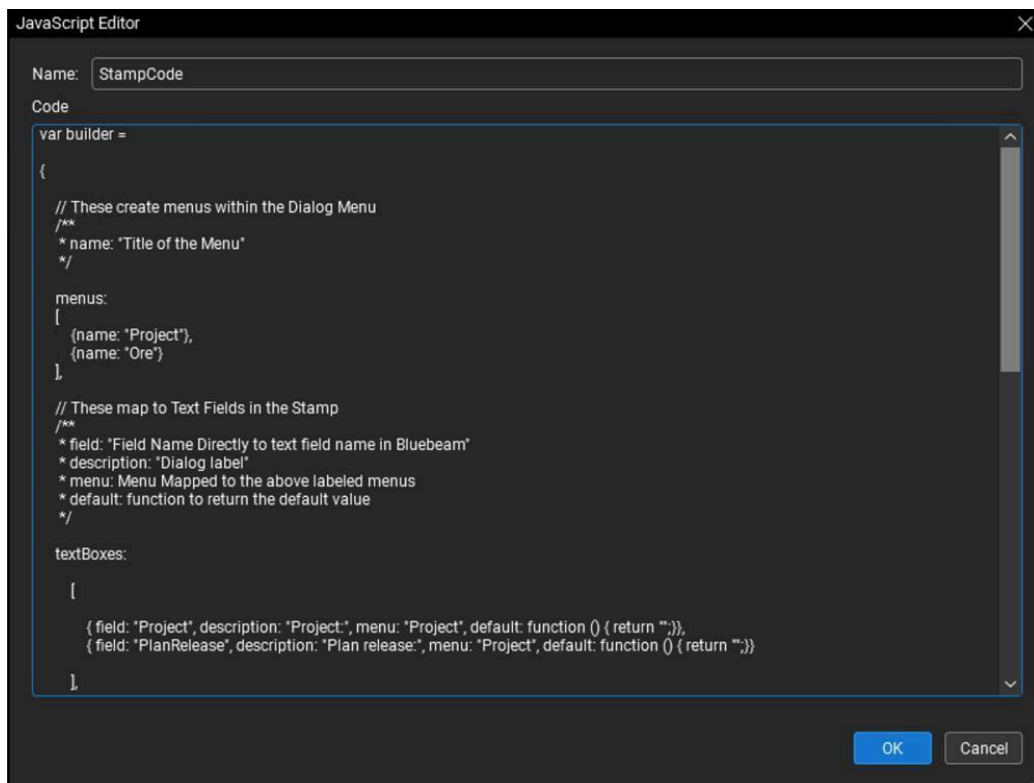 JavaScript Editor
Name: StampCode
Code
var builder =
{
// These create menus within the Dialog Menu
/**
* name: "Title of the Menu"
*/
menus:
[
{name: "Project"},
{name: "Ore"}
],
// These map to Text Fields in the Stamp
/**
* field: "Field Name Directly to text field name in Bluebeam"
* description: "Dialog label"
* menu: Menu Mapped to the above labeled menus
* default: function to return the default value
*/
textBoxes:
[
{ field: "Project", description: "Project:", menu: "Project", default: function () { return "";}},
{ field: "PlanRelease", description: "Plan release:", menu: "Project", default: function () { return "";}}
],
OK Cancel